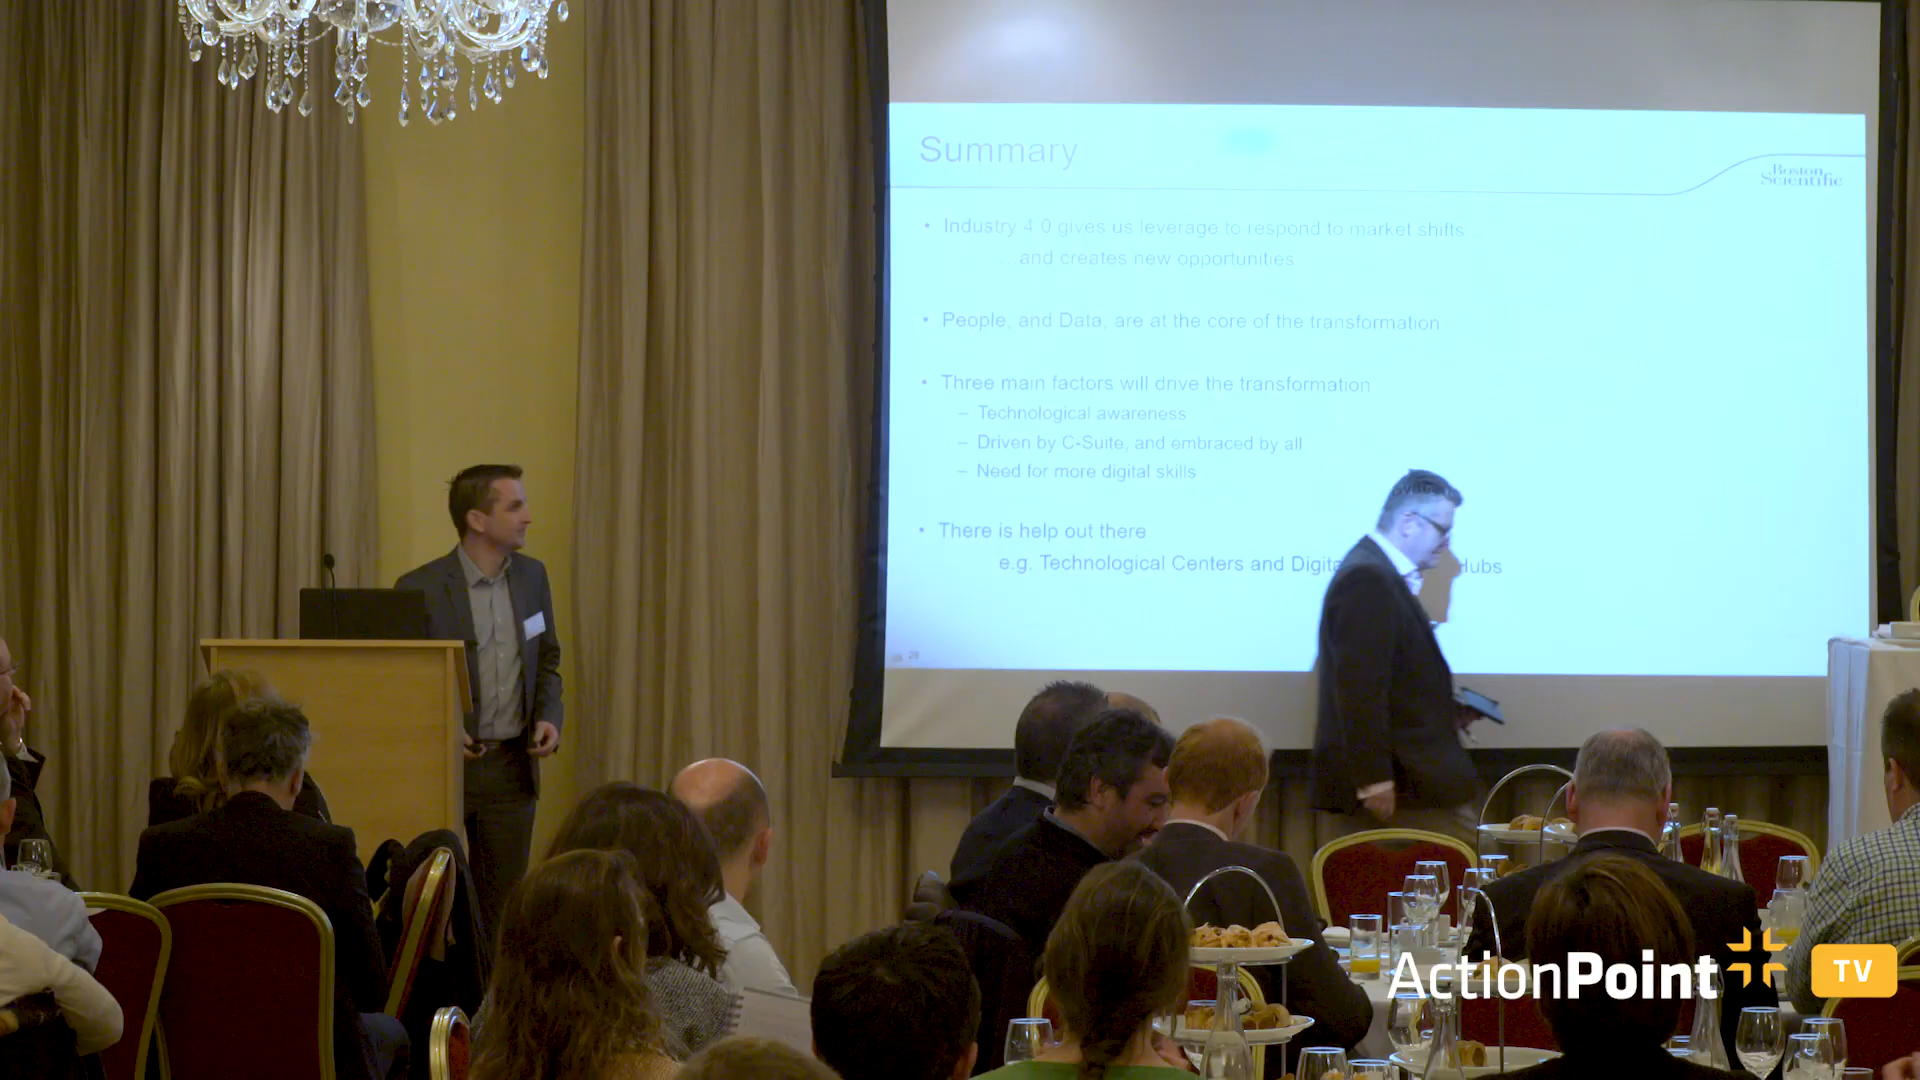 Summary
Boston
Scientific
• Industry 4.0 gives us leverage to respond to market shifts
...and creates new opportunities
• People, and Data, are at the core of the transformation
• Three main factors will drive the transformation
– Technological awareness
– Driven by C-Suite, and embraced by all
– Need for more digital skills
• There is help out there
e.g. Technological Centers and Hubs
28
ActionPoint TV